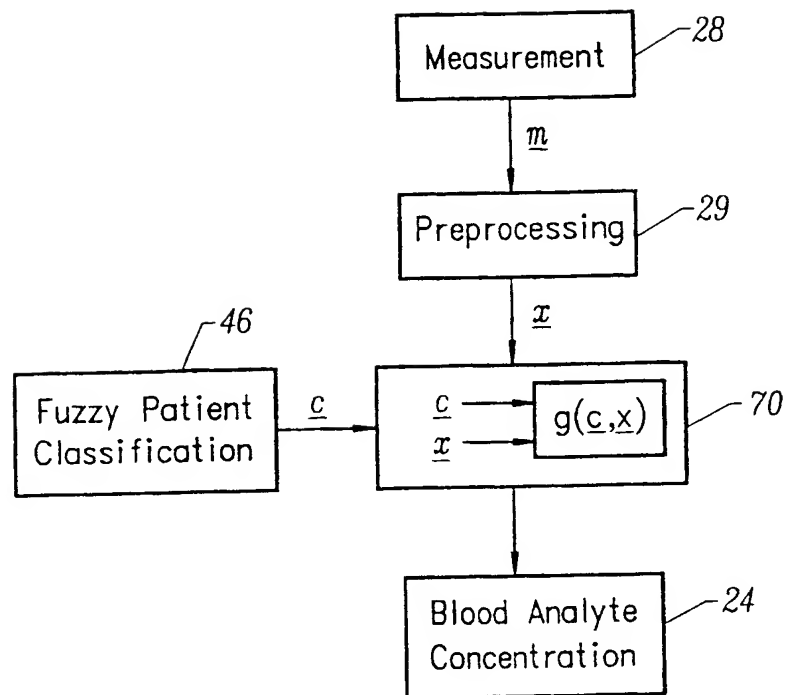 Measurement
28
m
Preprocessing
29
x
46
Fuzzy Patient
Classification
c
c
x
g(c,x)
70
Blood Analyte
Concentration
24